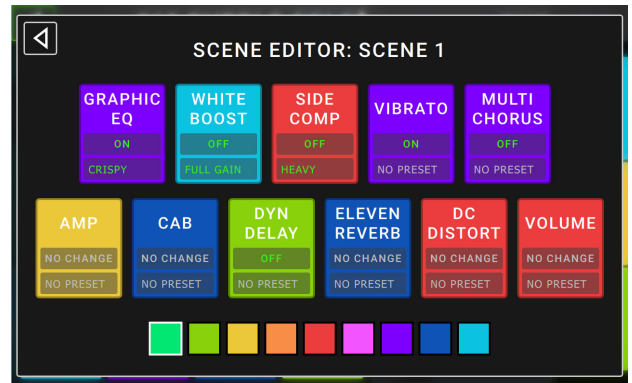 SCENE EDITOR: SCENE 1
GRAPHIC EQ
ON
CRISPY
WHITE BOOST
OFF
FULL GAIN
SIDE COMP
OFF
HEAVY
VIBRATO
ON
NO PRESET
MULTI CHORUS
OFF
NO PRESET
AMP
NO CHANGE
NO PRESET
CAB
NO CHANGE
NO PRESET
DYN DELAY
OFF
NO PRESET
ELEVEN REVERB
NO CHANGE
NO PRESET
DC DISTORT
NO CHANGE
NO PRESET
VOLUME
NO CHANGE
NO PRESET